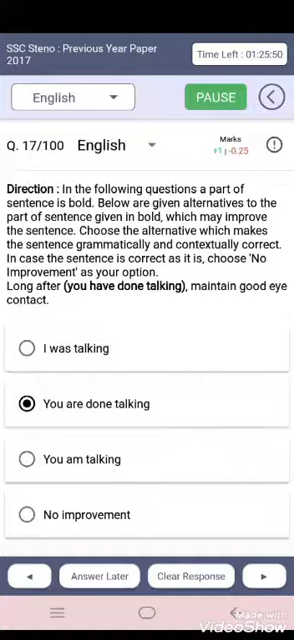 SSC Steno : Previous Year Paper
2017
Time Left : 01:25:50
English
PAUSE
Q. 17/100
English
Marks
+1 | -0.25
Direction : In the following questions a part of
sentence is bold. Below are given alternatives to the
part of sentence given in bold, which may improve
the sentence. Choose the alternative which makes
the sentence grammatically and contextually correct.
In case the sentence is correct as it is, choose 'No
Improvement' as your option.
Long after (you have done talking), maintain good eye
contact.
I was talking
You are done talking
You am talking
No improvement
Answer Later
Clear Response
Made with
VideoShow